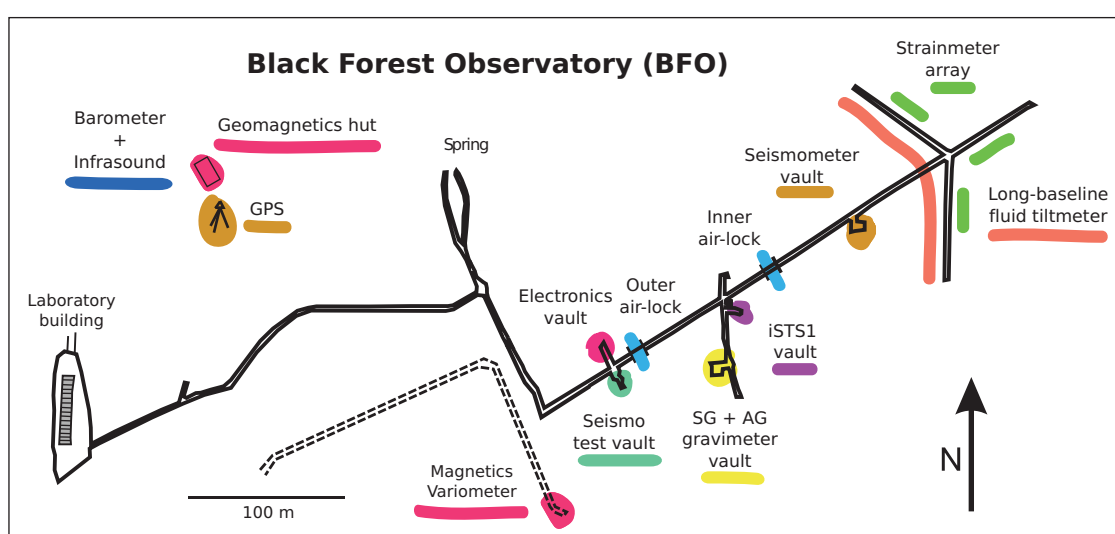 Black Forest Observatory (BFO)
Strainmeter
array
Barometer
+
Infrasound
Geomagnetics hut
Spring
Seismometer
vault
GPS
Long-baseline
fluid tiltmeter
Inner
air-lock
Laboratory
building
Electronics
vault
Outer
air-lock
iSTS1
vault
Seismo
test vault
SG + AG
gravimeter
vault
Magnetics
Variometer
N
100 m